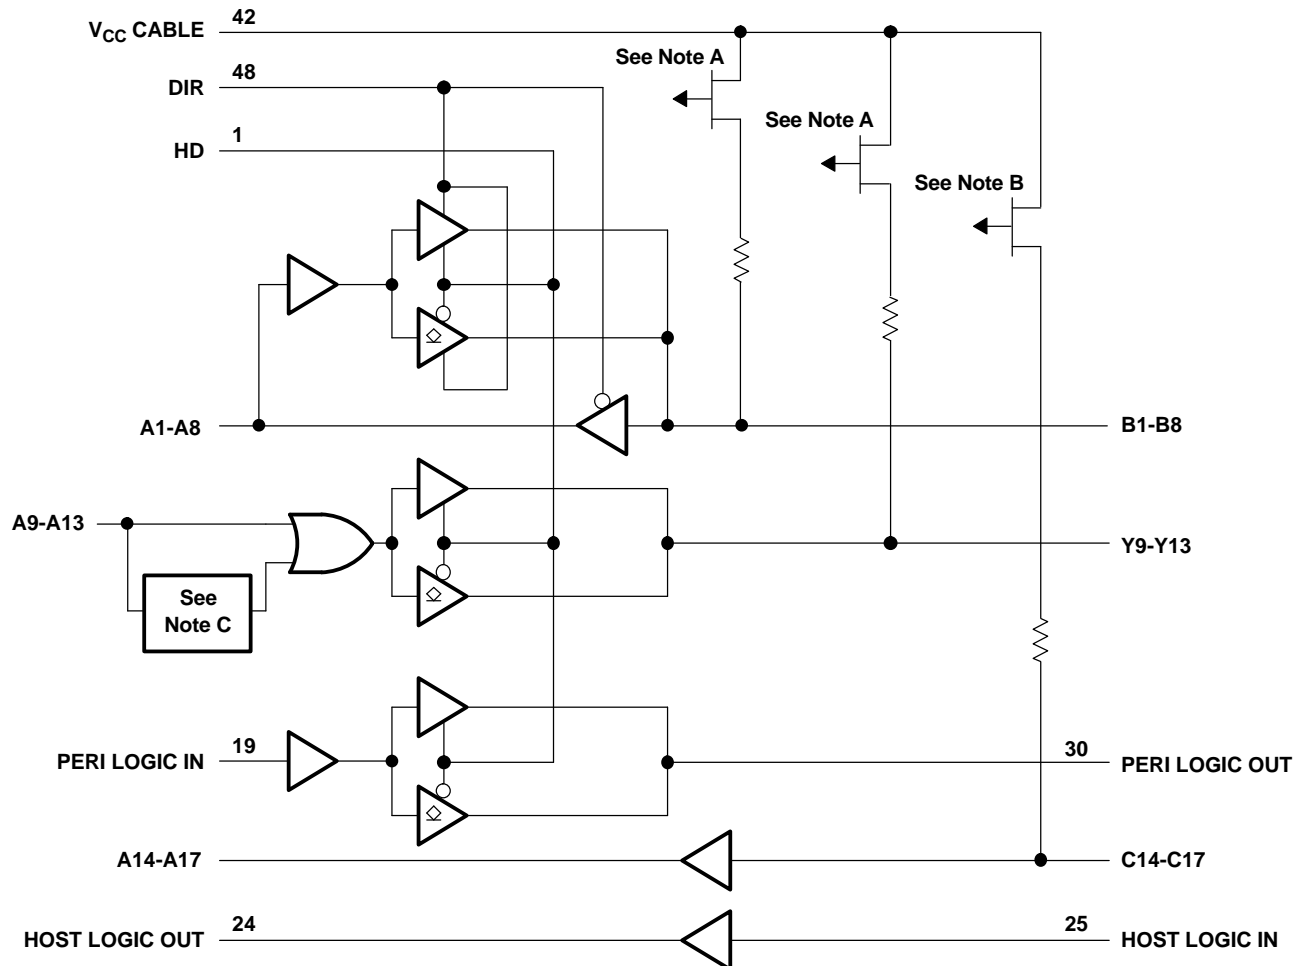 V_CC CABLE 42
See Note A
DIR 48
See Note A
HD 1
See Note B
A1-A8
B1-B8
A9-A13
Y9-Y13
See
Note C
PERI LOGIC IN 19
30 PERI LOGIC OUT
A14-A17
C14-C17
HOST LOGIC OUT 24
25 HOST LOGIC IN